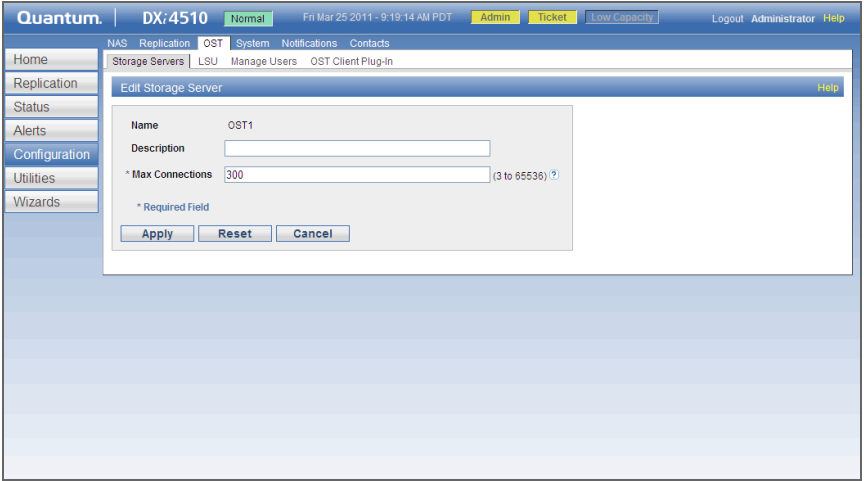 Quantum. DXi4510 Normal Fri Mar 25 2011 - 9:19:14 AM PDT Admin Ticket Low Capacity Logout Administrator Help
NAS Replication OST System Notifications Contacts
Storage Servers LSU Manage Users OST Client Plug-In
Home
Replication
Status
Alerts
Configuration
Utilities
Wizards
Edit Storage Server Help
Name OST1
Description
* Max Connections 300 (3 to 65536) ?
* Required Field
Apply Reset Cancel